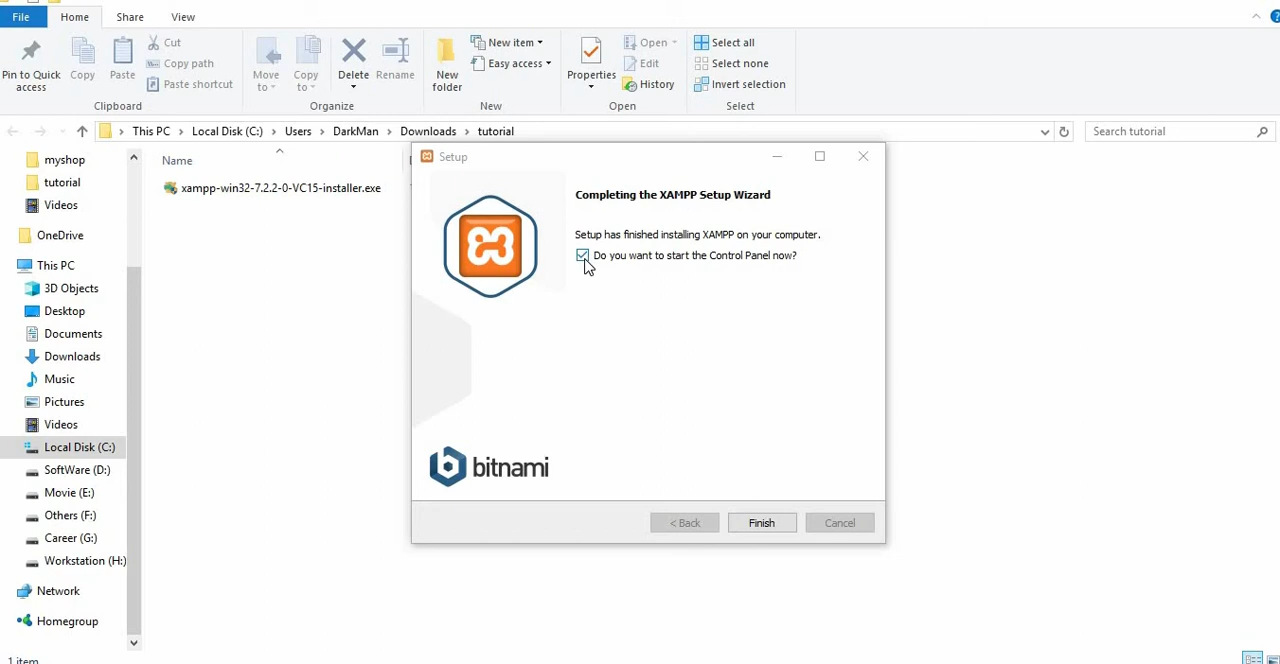 File
Home
Share
View
Pin to Quick access
Copy
Paste
Cut
Copy path
Paste shortcut
Clipboard
Move to
Copy to
Delete
Rename
Organize
New folder
New item
Easy access
New
Properties
Open
Edit
History
Open
Select all
Select none
Invert selection
Select
This PC > Local Disk (C:) > Users > DarkMan > Downloads > tutorial
Search tutorial
myshop
tutorial
Videos
OneDrive
This PC
3D Objects
Desktop
Documents
Downloads
Music
Pictures
Videos
Local Disk (C:)
SoftWare (D:)
Movie (E:)
Others (F:)
Career (G:)
Workstation (H:)
Network
Homegroup
1 item
Name
xampp-win32-7.2.2-0-VC15-installer.exe
Setup
Completing the XAMPP Setup Wizard
Setup has finished installing XAMPP on your computer.
Do you want to start the Control Panel now?
bitnami
< Back
Finish
Cancel